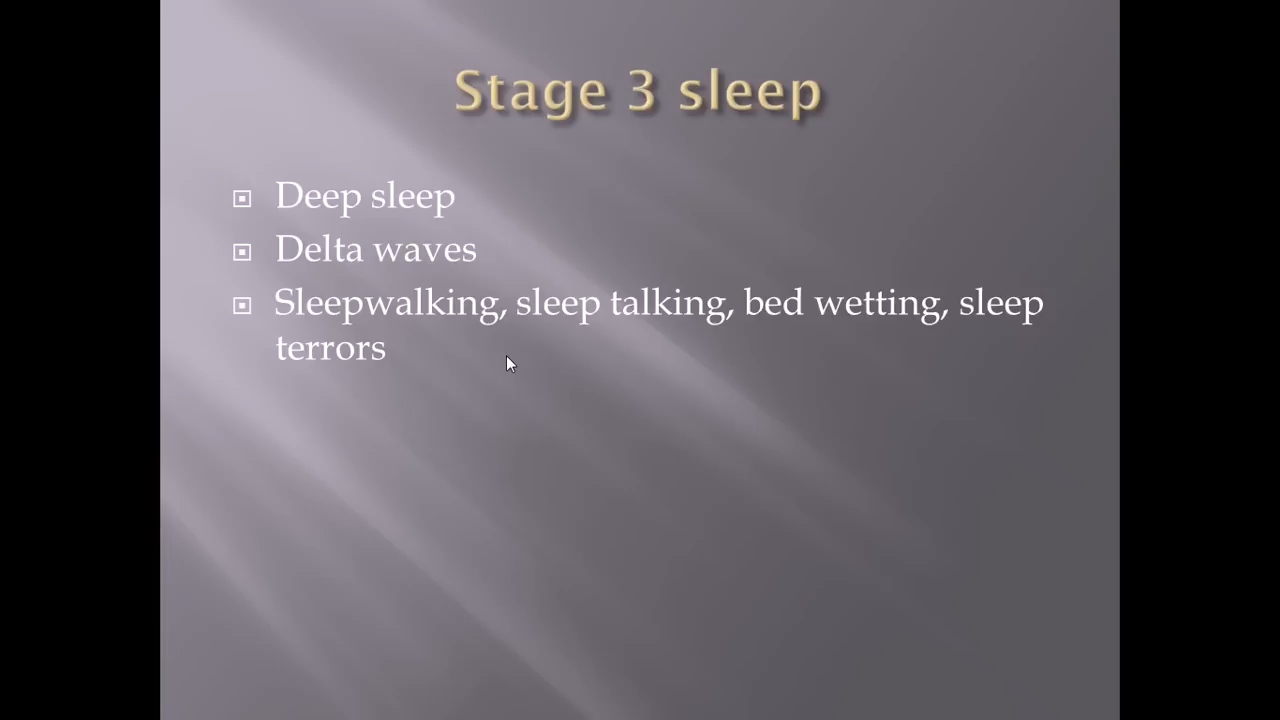 Stage 3 sleep
Deep sleep
Delta waves
Sleepwalking, sleep talking, bed wetting, sleep
terrors